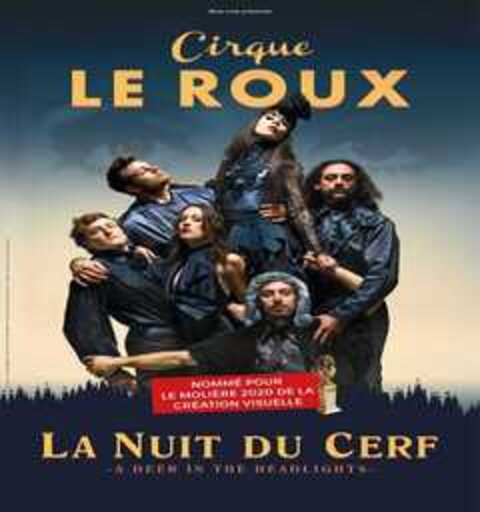 Cirque
LE ROUX
NOMMÉ POUR
LE MOLIÈRE 2020 DE LA
CRÉATION VISUELLE
LA NUIT DU CERF
-A DEER IN THE HEADLIGHTS-